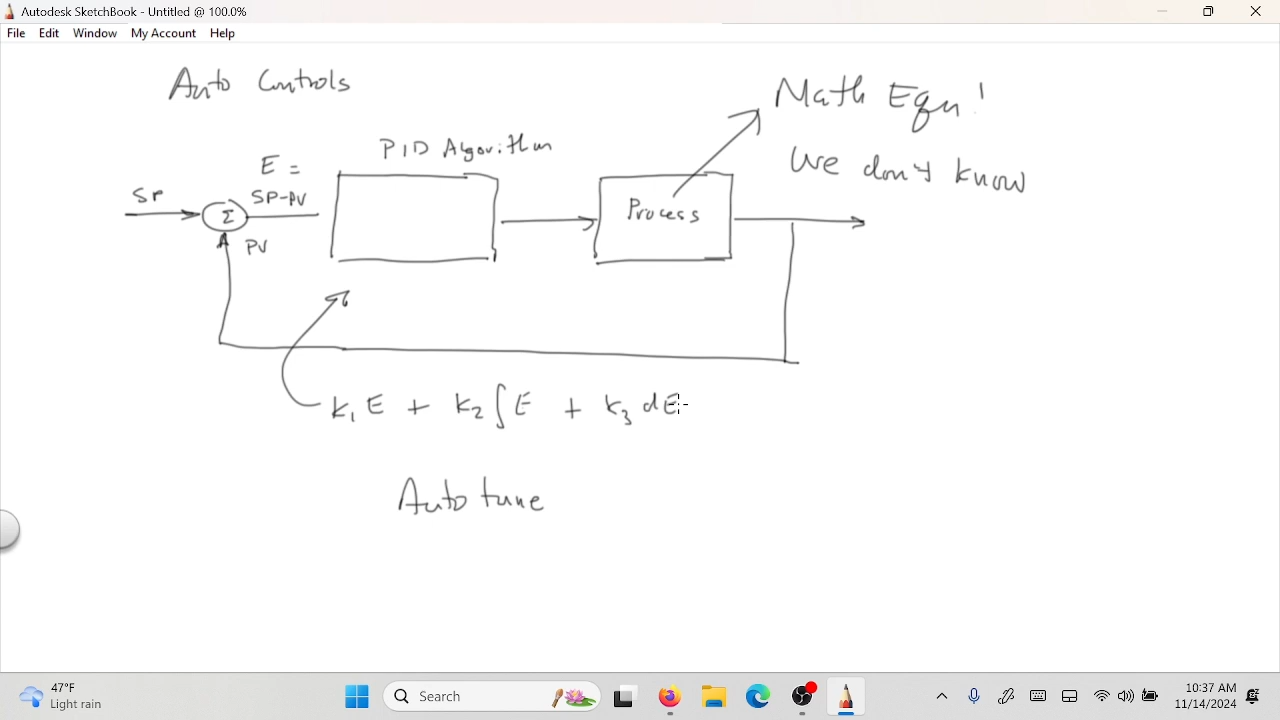 Autodesk SketchBook - Untitled @ 100.0%
File Edit Window My Account Help
Auto Controls
Math Equ!
We don't know
PID Algorithm
E =
SP-PV
SP
Σ
PV
Process
K₁ E + K₂ ∫ E + K₃ dE
Auto tune
47°F
Light rain
Search
10:37 AM
11/14/2024